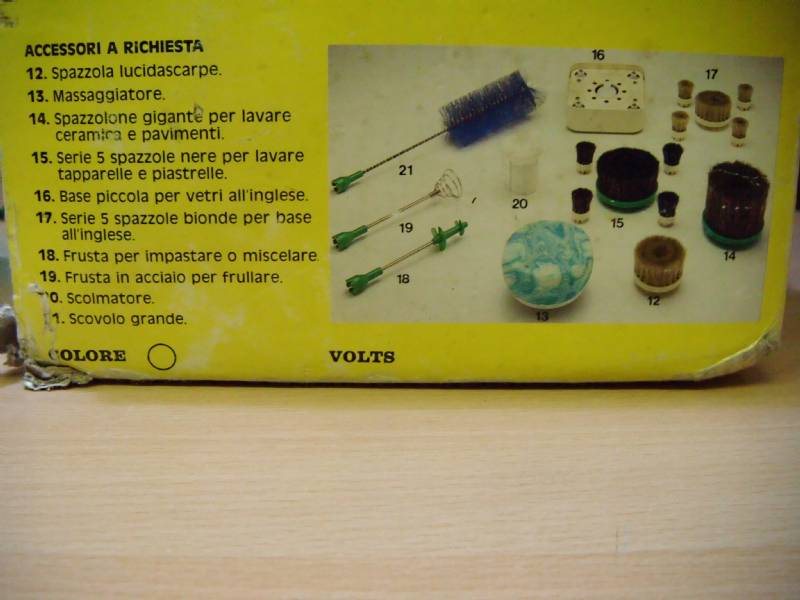 ACCESSORI A RICHIESTA
12. Spazzola lucidascarpe.
13. Massaggiatore.
14. Spazzolone gigante per lavare
ceramica e pavimenti.
15. Serie 5 spazzole nere per lavare
tapparelle e piastrelle.
16. Base piccola per vetri all'inglese.
17. Serie 5 spazzole bionde per base
all'inglese.
18. Frusta per impastare o miscelare.
19. Frusta in acciaio per frullare.
0. Scolmatore.
1. Scovolo grande.
COLORE
VOLTS
16
17
21
20
19
15
14
18
12
13